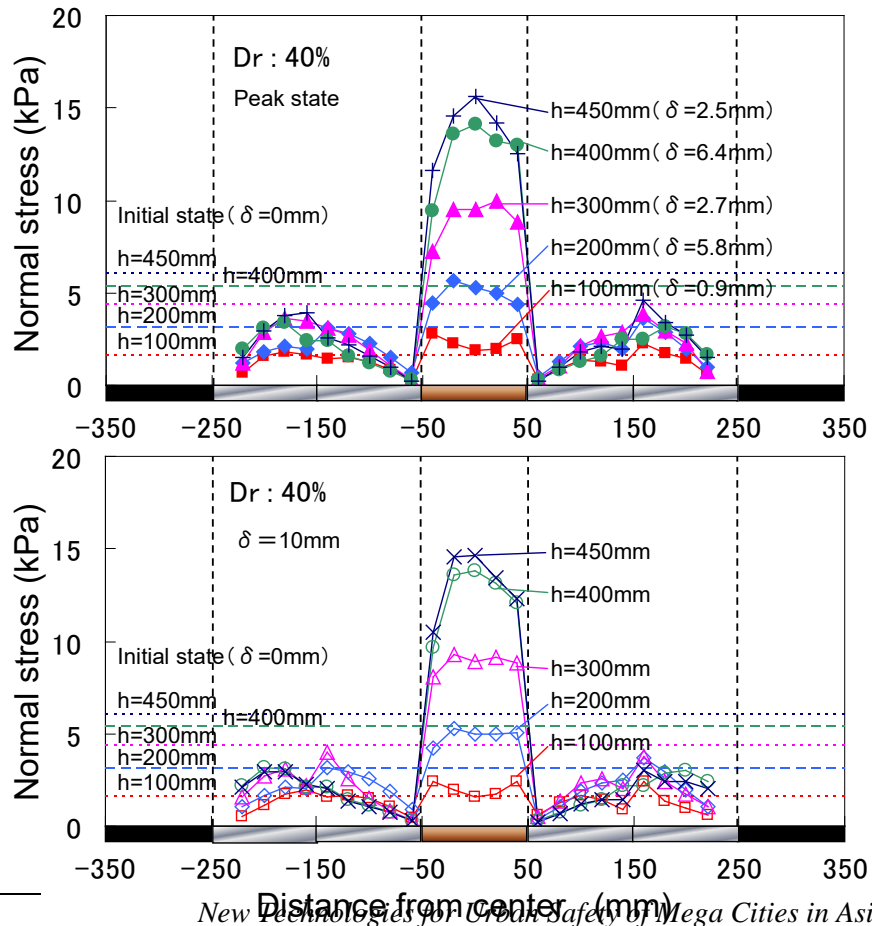 20
Dr : 40%
Peak state
15
h=450mm(δ=2.5mm)
h=400mm(δ=6.4mm)
10
h=300mm(δ=2.7mm)
Initial state(δ=0mm)
h=200mm(δ=5.8mm)
h=450mm
h=400mm
h=300mm
h=100mm(δ=0.9mm)
5
h=200mm
h=100mm
0
Normal stress (kPa)
-350 -250 -150 -50 50 150 250 350
20
Dr : 40%
δ=10mm
15
h=450mm
h=400mm
10
Initial state(δ=0mm)
h=300mm
h=450mm
h=200mm
h=400mm
h=300mm
h=100mm
5
h=200mm
h=100mm
0
Normal stress (kPa)
-350 -250 -150 -50 50 150 250 350
Distance from center (mm)
New Technologies for Urban Safety of Mega Cities in Asi